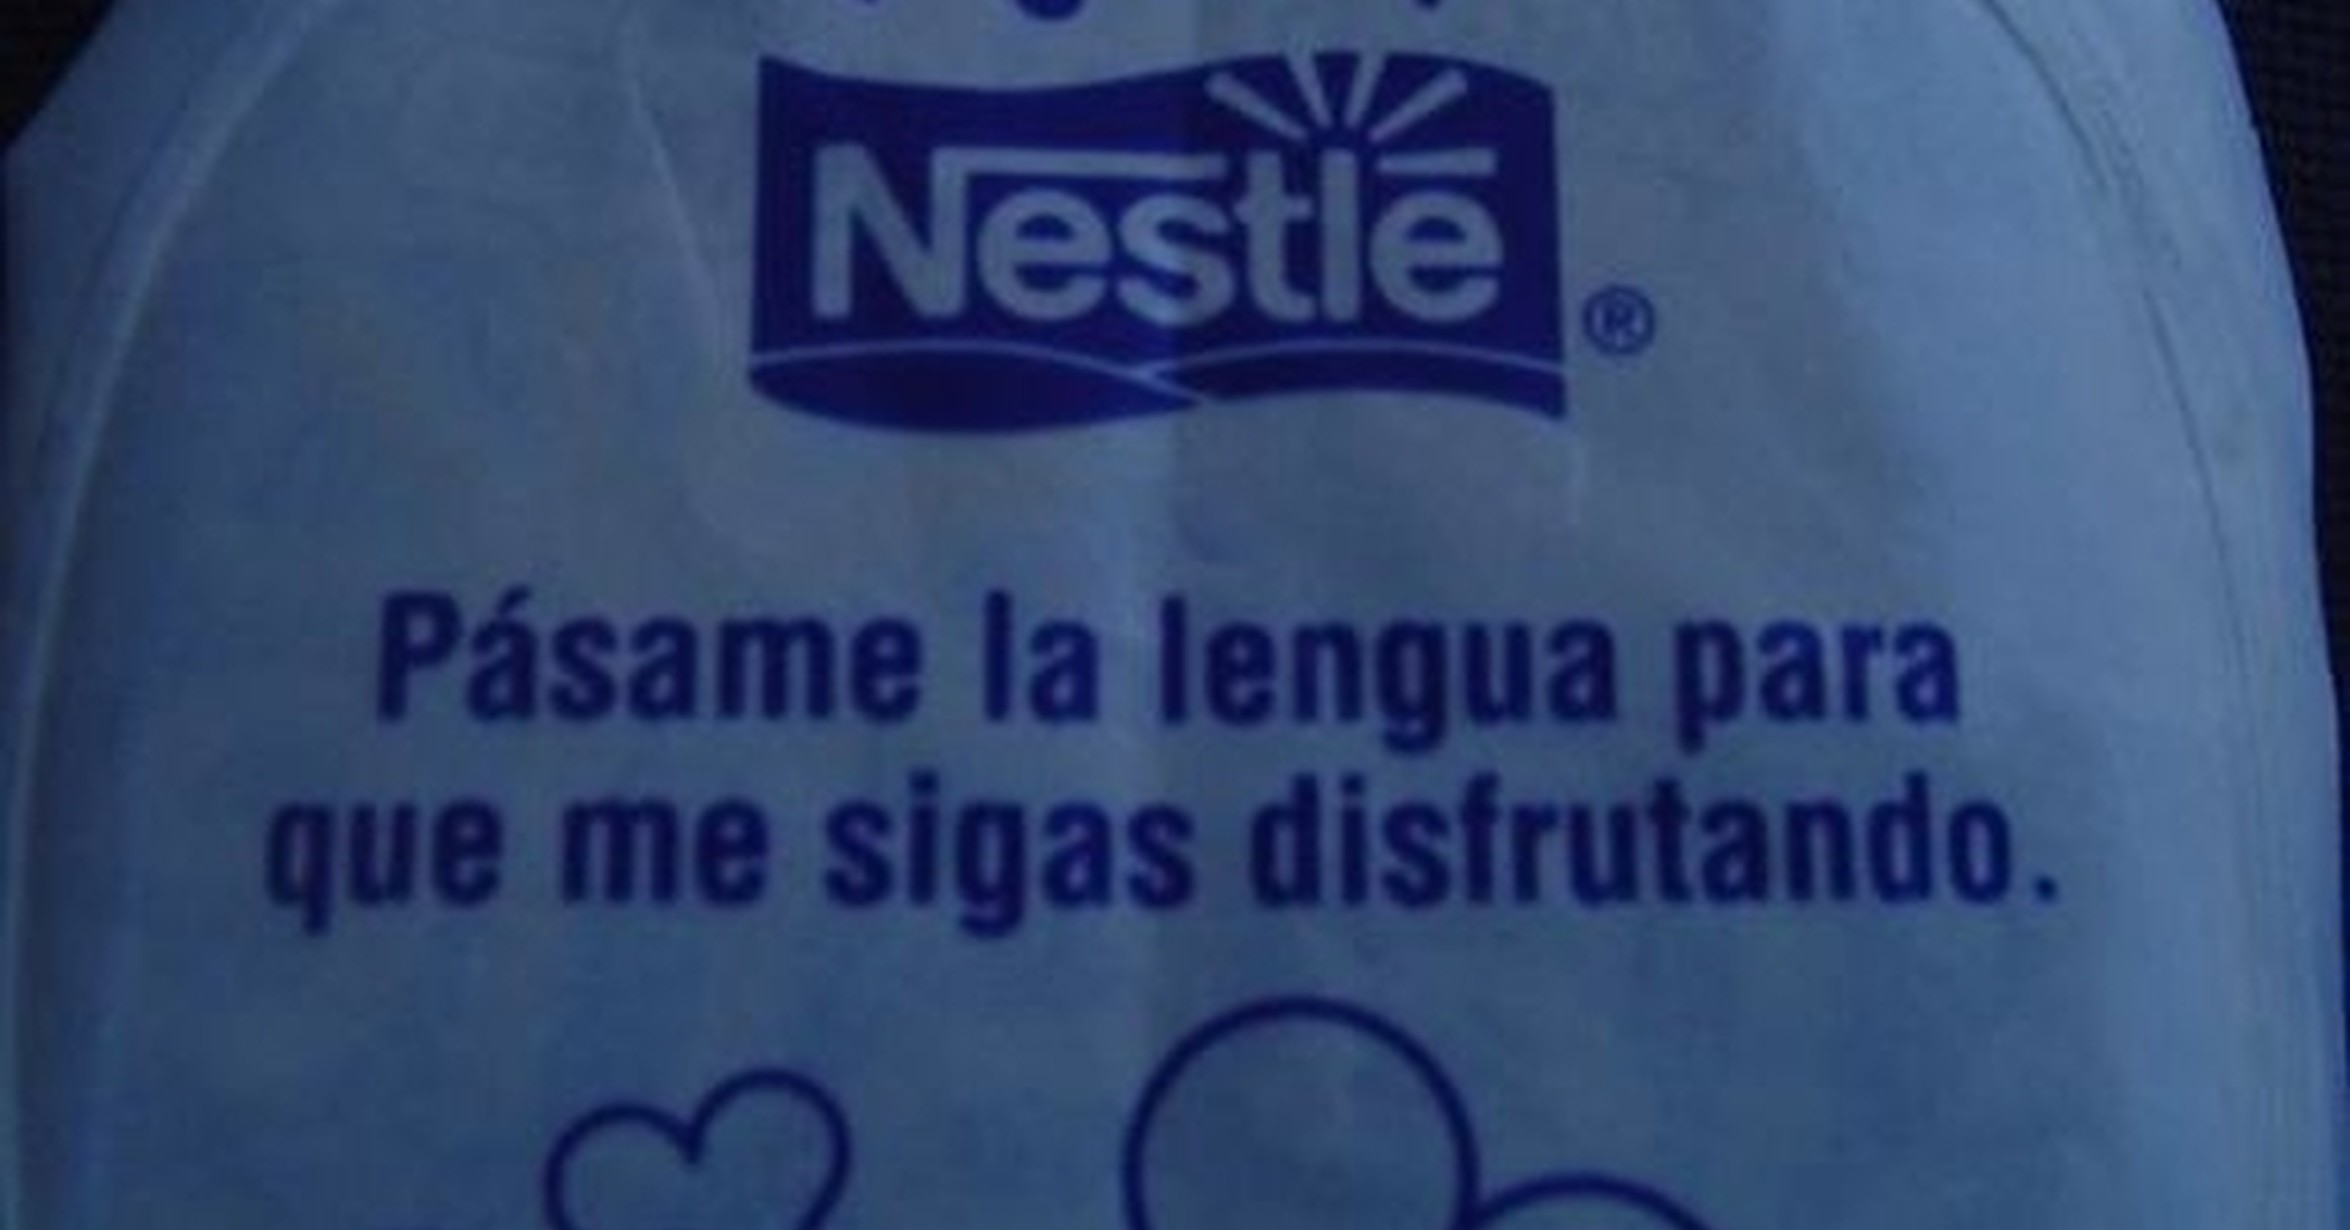 Nestlé ®
Pásame la lengua para
que me sigas disfrutando.